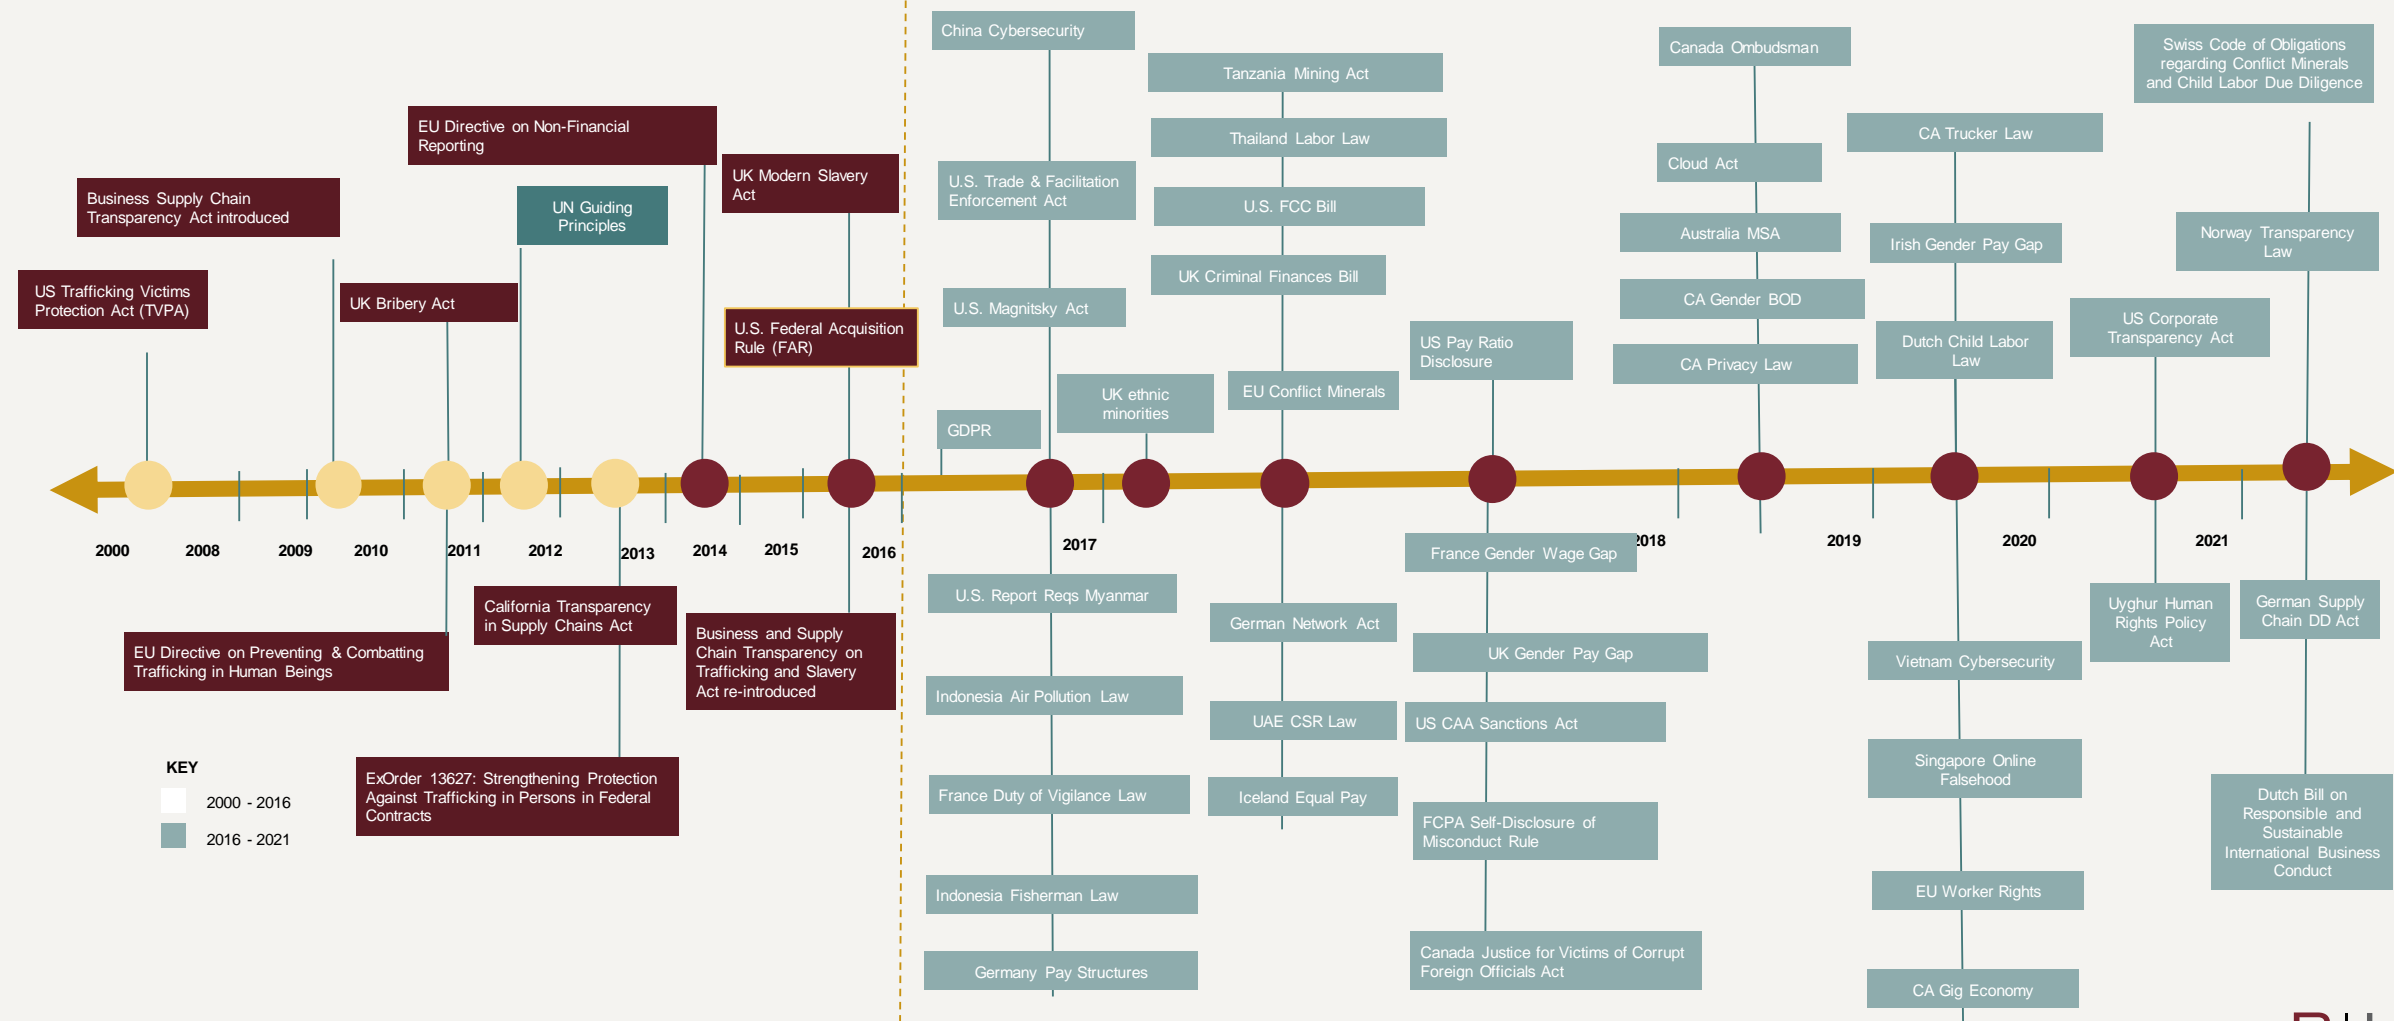 China Cybersecurity
Canada Ombudsman
Swiss Code of Obligations
regarding Conflict Minerals
and Child Labor Due Diligence
Tanzania Mining Act
EU Directive on Non-Financial
Reporting
Thailand Labor Law
CA Trucker Law
Cloud Act
UK Modern Slavery
Act
U.S. Trade & Facilitation
Enforcement Act
Business Supply Chain
Transparency Act introduced
UN Guiding
Principles
U.S. FCC Bill
Australia MSA
Irish Gender Pay Gap
Norway Transparency
Law
US Trafficking Victims
Protection Act (TVPA)
UK Bribery Act
UK Criminal Finances Bill
CA Gender BOD
U.S. Magnitsky Act
U.S. Federal Acquisition
Rule (FAR)
US Pay Ratio
Disclosure
Dutch Child Labor
Law
US Corporate
Transparency Act
CA Privacy Law
UK ethnic
minorities
EU Conflict Minerals
GDPR
2000
2008
2009
2010
2011
2012
2013
2014
2015
2016
2017
2018
2019
2020
2021
France Gender Wage Gap
U.S. Report Reqs Myanmar
California Transparency
in Supply Chains Act
German Network Act
Uyghur Human
Rights Policy
Act
German Supply
Chain DD Act
EU Directive on Preventing & Combatting
Trafficking in Human Beings
Business and Supply
Chain Transparency on
Trafficking and Slavery
Act re-introduced
UK Gender Pay Gap
Vietnam Cybersecurity
Indonesia Air Pollution Law
UAE CSR Law
US CAA Sanctions Act
KEY
2000 - 2016
2016 - 2021
ExOrder 13627: Strengthening Protection
Against Trafficking in Persons in Federal
Contracts
France Duty of Vigilance Law
Iceland Equal Pay
Singapore Online
Falsehood
FCPA Self-Disclosure of
Misconduct Rule
Dutch Bill on
Responsible and
Sustainable
International Business
Conduct
Indonesia Fisherman Law
EU Worker Rights
Germany Pay Structures
Canada Justice for Victims of Corrupt
Foreign Officials Act
CA Gig Economy